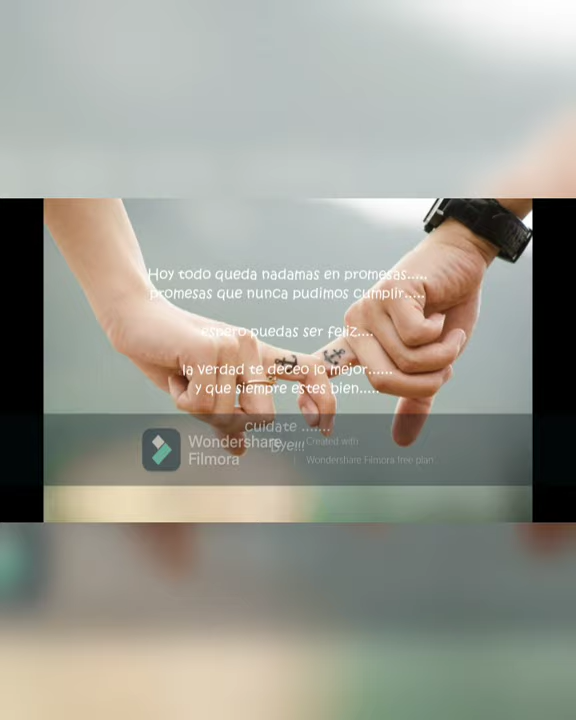 Hoy todo queda nadamas en promesas.....
promesas que nunca pudimos cumplir.....
espero puedas ser feliz....
la verdad te deceo lo mejor......
y que siempre estes bien.....
cuidate .......
Bye!!!
Wondershare
Filmora
Created with
Wondershare Filmora free plan